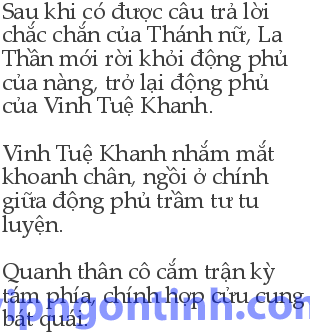 Sau khi có được câu trả lời
chắc chắn của Thánh nữ, La
Thần mới rời khỏi động phủ
của nàng, trở lại động phủ
của Vinh Tuệ Khanh.
Vinh Tuệ Khanh nhắm mắt
khoanh chân, ngồi ở chính
giữa động phủ trầm tư tu
luyện.
Quanh thân cô cắm trận kỳ
tám phía, chính hợp cửu cung
bát quái.
vipngontinh.com